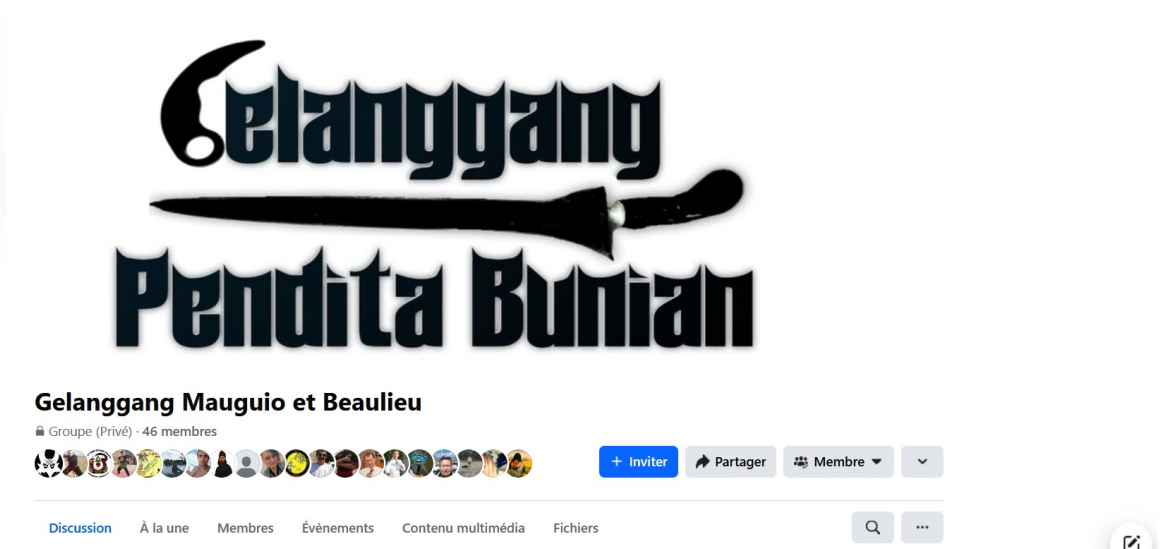 Gelanggang
Pendita Bunian
Gelanggang Mauguio et Beaulieu
Groupe (Privé) · 46 membres
+ Inviter Partager Membre
Discussion À la une Membres Évènements Contenu multimédia Fichiers ...